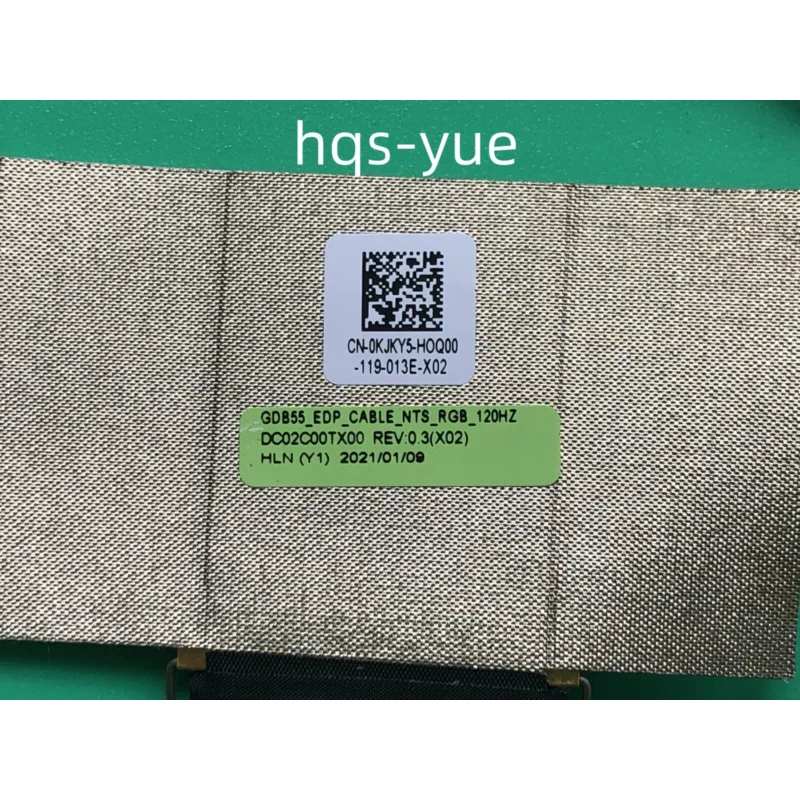 hqs-yue
CN-0KJKY5-HOQ00
-119-013E-X02
GDB55_EDP_CABLE_NTS_RGB_120HZ
DC02C00TX00 REV:0.3(X02)
HLN (Y1) 2021/01/09